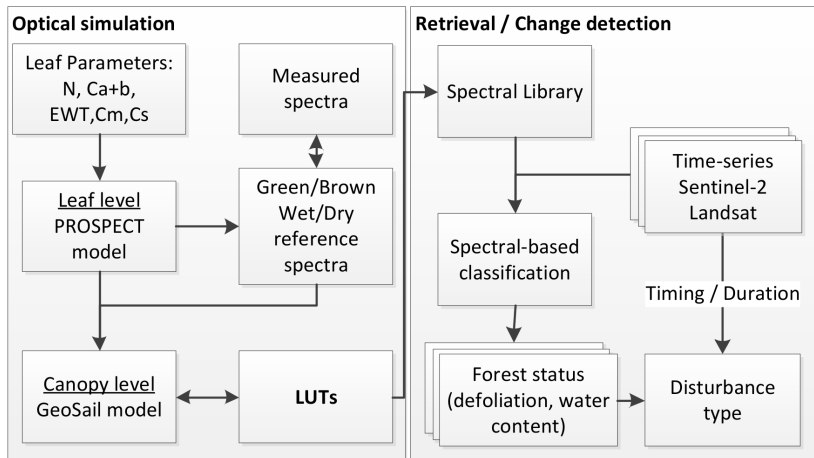 Optical simulation
Leaf Parameters:
N, Ca+b,
EWT,Cm,Cs
Measured
spectra
Leaf level
PROSPECT
model
Green/Brown
Wet/Dry
reference
spectra
Canopy level
GeoSail model
LUTs
Retrieval / Change detection
Spectral Library
Time-series
Sentinel-2
Landsat
Spectral-based
classification
Timing / Duration
Forest status
(defoliation, water
content)
Disturbance
type